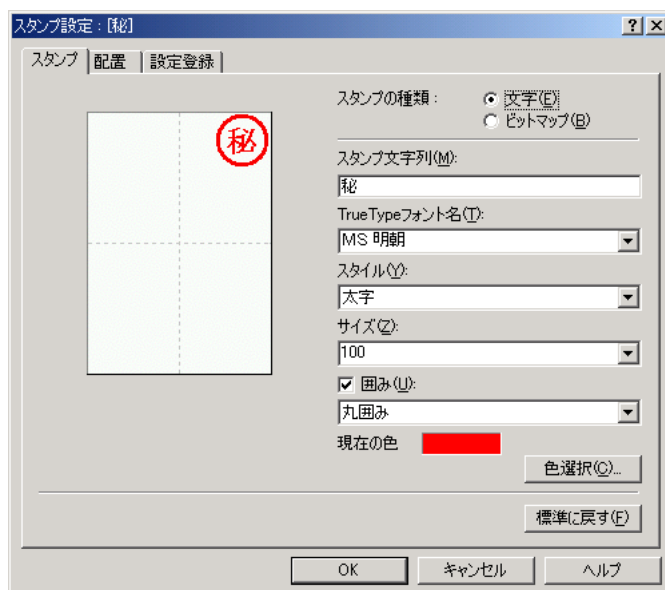 スタンプ設定：[秘]
スタンプ 配置 設定登録
秘
スタンプの種類： 文字(E)
ビットマップ(B)
スタンプ文字列(M):
秘
TrueTypeフォント名(T):
MS 明朝
スタイル(Y):
太字
サイズ(Z):
100
囲み(U):
丸囲み
現在の色
色選択(C)...
標準に戻す(F)
OK キャンセル ヘルプ